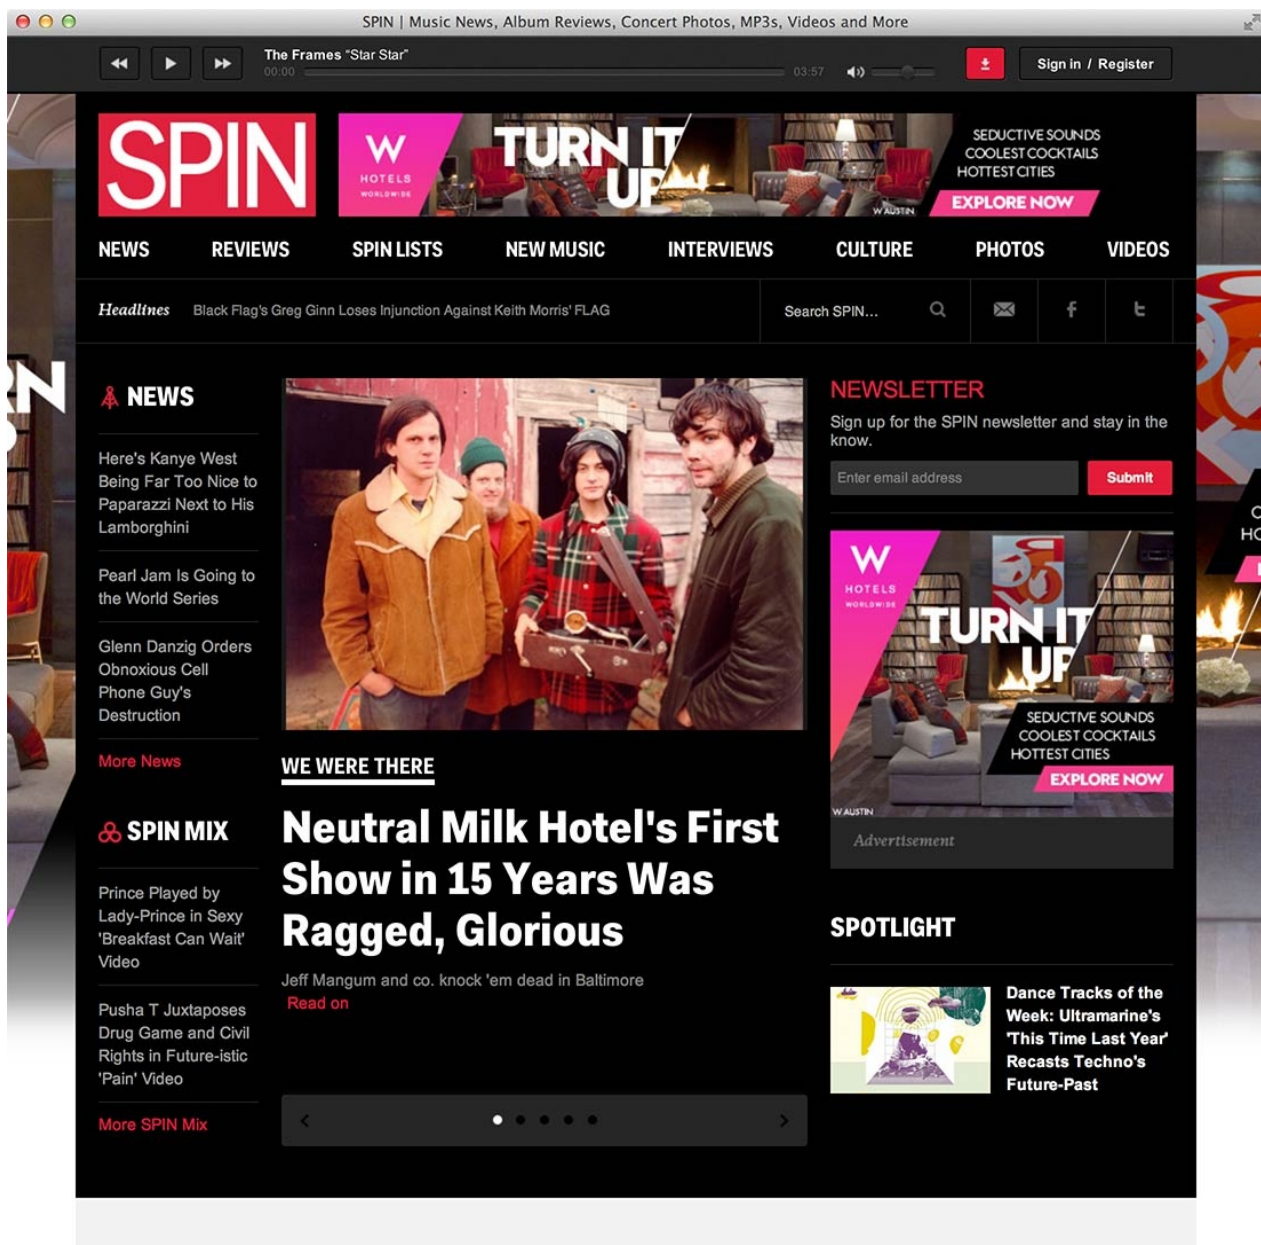 SPIN | Music News, Album Reviews, Concert Photos, MP3s, Videos and More
The Frames “Star Star”
00:00
03:57
Sign in / Register
SPIN
W
HOTELS
WORLDWIDE
TURN IT
UP
W AUSTIN
SEDUCTIVE SOUNDS
COOLEST COCKTAILS
HOTTEST CITIES
EXPLORE NOW
NEWS REVIEWS SPIN LISTS NEW MUSIC INTERVIEWS CULTURE PHOTOS VIDEOS
Headlines Black Flag's Greg Ginn Loses Injunction Against Keith Morris' FLAG
Search SPIN...
NEWS
Here's Kanye West
Being Far Too Nice to
Paparazzi Next to His
Lamborghini
Pearl Jam Is Going to
the World Series
Glenn Danzig Orders
Obnoxious Cell
Phone Guy's
Destruction
More News
SPIN MIX
Prince Played by
Lady-Prince in Sexy
'Breakfast Can Wait'
Video
Pusha T Juxtaposes
Drug Game and Civil
Rights in Future-istic
'Pain' Video
More SPIN Mix
WE WERE THERE
Neutral Milk Hotel's First
Show in 15 Years Was
Ragged, Glorious
Jeff Mangum and co. knock 'em dead in Baltimore
Read on
NEWSLETTER
Sign up for the SPIN newsletter and stay in the
know.
Enter email address
Submit
W
HOTELS
WORLDWIDE
TURN IT
UP
SEDUCTIVE SOUNDS
COOLEST COCKTAILS
HOTTEST CITIES
EXPLORE NOW
W AUSTIN
Advertisement
SPOTLIGHT
Dance Tracks of the
Week: Ultramarine's
'This Time Last Year'
Recasts Techno's
Future-Past